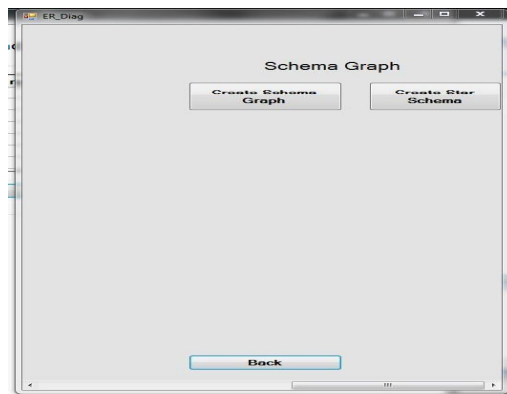 ER_Diag
Schema Graph
Create Schema
Graph
Create Star
Schema
Back